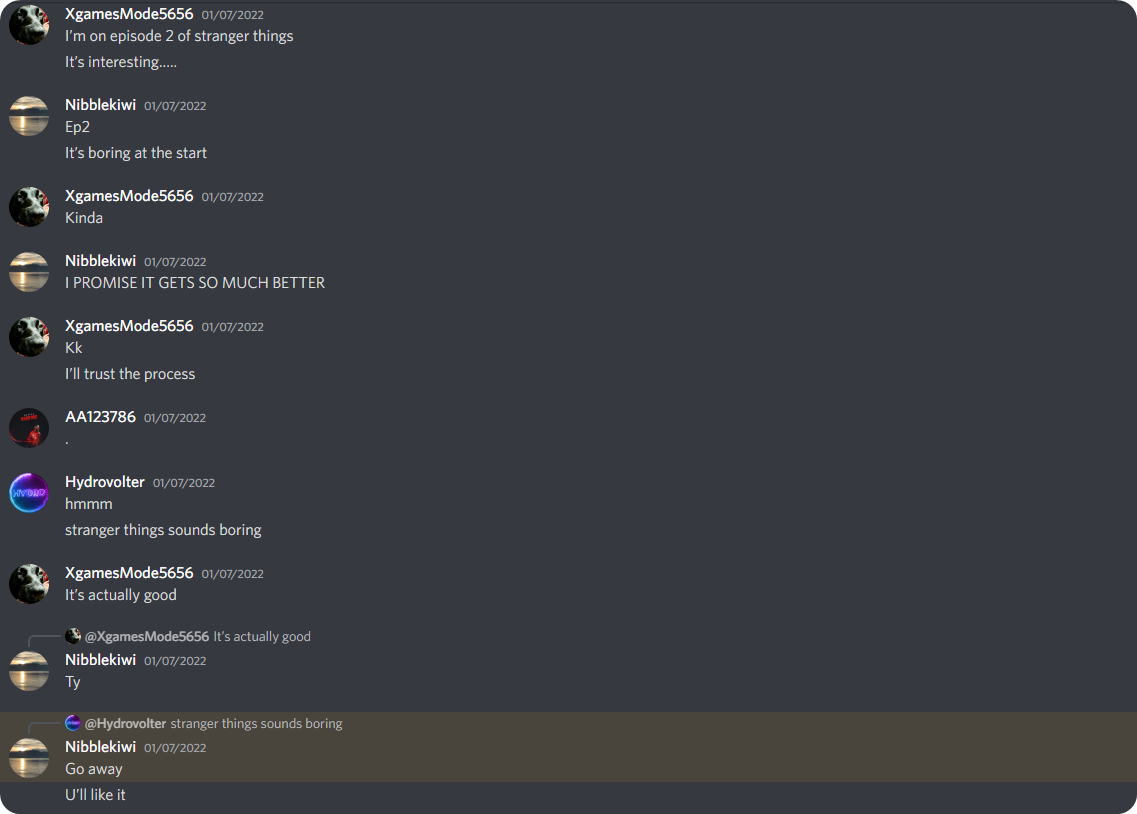 XgamesMode5656 01/07/2022
I'm on episode 2 of stranger things
It's interesting.....
Nibblekiwi 01/07/2022
Ep2
It's boring at the start
XgamesMode5656 01/07/2022
Kinda
Nibblekiwi 01/07/2022
I PROMISE IT GETS SO MUCH BETTER
XgamesMode5656 01/07/2022
Kk
I'll trust the process
AA123786 01/07/2022
.
Hydrovolter 01/07/2022
HYDRO
hmmm
stranger things sounds boring
XgamesMode5656 01/07/2022
It's actually good
@XgamesMode5656 It's actually good
Nibblekiwi 01/07/2022
Ty
@Hydrovolter stranger things sounds boring
Nibblekiwi 01/07/2022
Go away
U'll like it